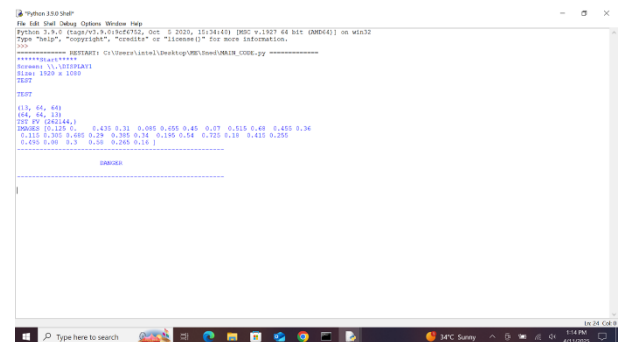 *Python 3.9.0 Shell*
File Edit Shell Debug Options Window Help
Python 3.9.0 (tags/v3.9.0:9cf6752, Oct 5 2020, 15:34:40) [MSC v.1927 64 bit (AMD64)] on win32
Type "help", "copyright", "credits" or "license()" for more information.
>>>
============= RESTART: C:\Users\intel\Desktop\ME\Sned\MAIN_CODE.py =============
******Start*****
Screen: \\.\DISPLAY1
Size: 1920 x 1080
TEST
TEST
(13, 64, 64)
(64, 64, 13)
TST FV (262144,)
IMAGES [0.125 0. 0.435 0.31 0.085 0.655 0.45 0.07 0.515 0.68 0.455 0.36
0.115 0.305 0.685 0.29 0.385 0.34 0.195 0.54 0.725 0.18 0.415 0.255
0.495 0.08 0.3 0.58 0.265 0.16 ]
------------------------------------------------------
DANGER
------------------------------------------------------
Ln: 24 Col: 0
Type here to search
34°C Sunny
1:14 PM
4/11/2025